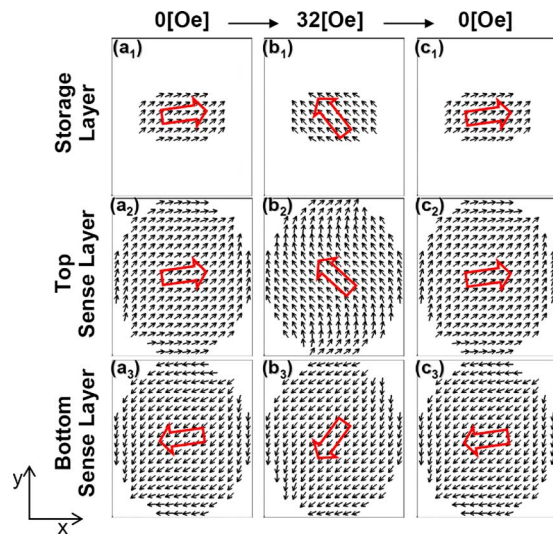 0[Oe] 32[Oe] 0[Oe]
Storage
Layer
(a1) (b1) (c1)
Top
Sense Layer
(a2) (b2) (c2)
Bottom
Sense Layer
(a3) (b3) (c3)
y
x